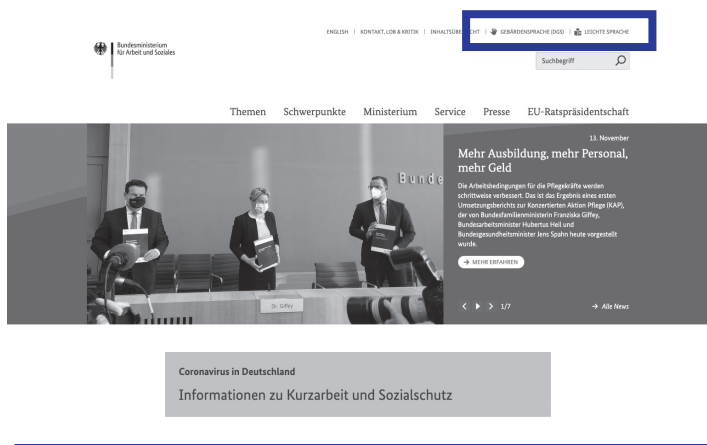 ENGLISH | KONTAKT, LOB & KRITIK | INHALTSÜBERSICHT | GEBÄRDENSPRACHE (DGS) | LEICHTE SPRACHE
Bundesministerium
für Arbeit und Soziales
Suchbegriff
Themen Schwerpunkte Ministerium Service Presse EU-Ratspräsidentschaft
13. November
Mehr Ausbildung, mehr Personal,
mehr Geld
Die Arbeitsbedingungen für die Pflegekräfte werden
schrittweise verbessert. Das ist das Ergebnis eines ersten
Umsetzungsberichts zur Konzertierten Aktion Pflege (KAP),
der von Bundesfamilienministerin Franziska Giffey,
Bundesarbeitsminister Hubertus Heil und
Bundesgesundheitsminister Jens Spahn heute vorgestellt
wurde.
→ MEHR ERFAHREN
1/7
→ Alle News
Bunde
Dr. Giffey
Coronavirus in Deutschland
Informationen zu Kurzarbeit und Sozialschutz